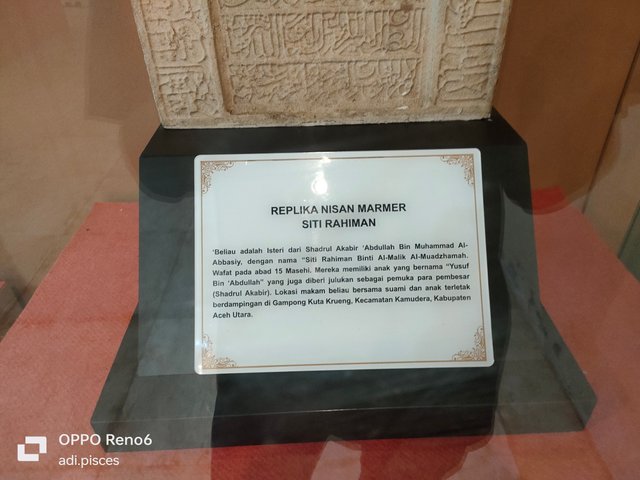 REPLIKA NISAN MARMER
SITI RAHIMAN
'Beliau adalah Isteri dari Shadrul Akabir 'Abdullah Bin Muhammad Al-
Abbasiy, dengan nama "Siti Rahiman Binti Al-Malik Al-Muadzhamah.
Wafat pada abad 15 Masehi. Mereka memiliki anak yang bernama "Yusuf
Bin 'Abdullah" yang juga diberi julukan sebagai pemuka para pembesar
(Shadrul Akabir). Lokasi makam beliau bersama suami dan anak terletak
berdampingan di Gampong Kuta Krueng, Kecamatan Kamudera, Kabupaten
Aceh Utara.
OPPO Reno6
adi.pisces